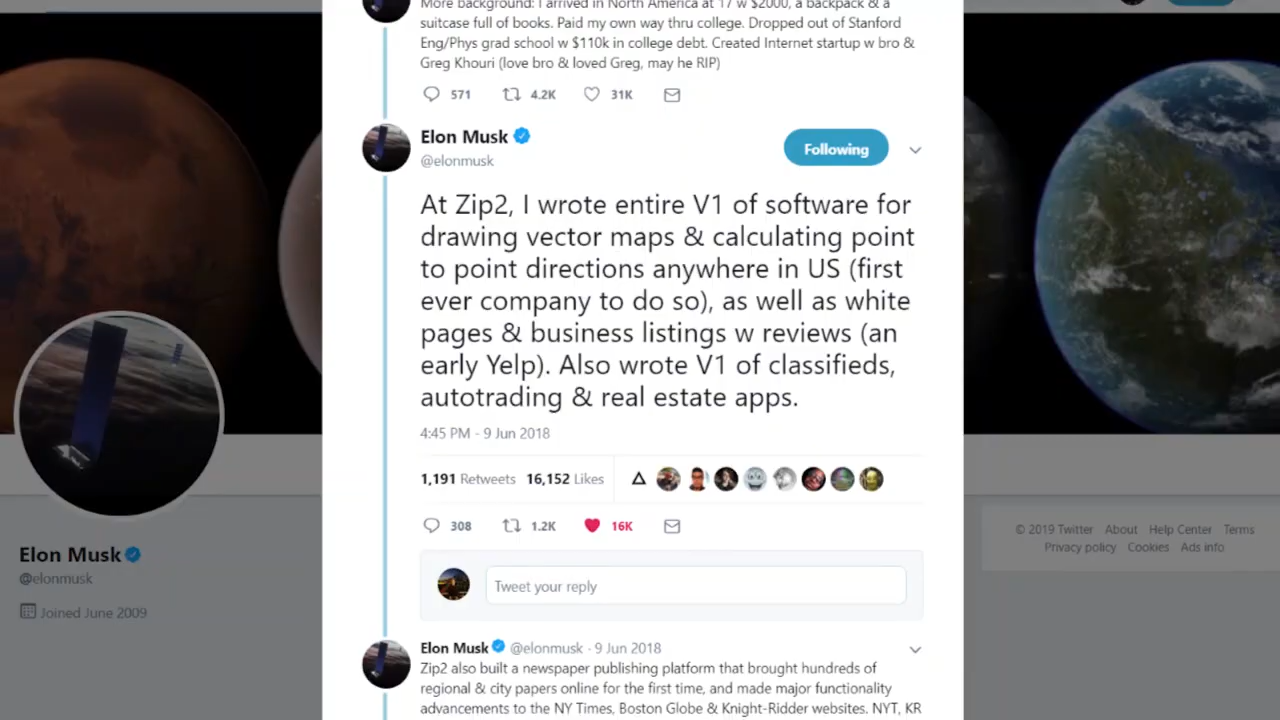 More background: I arrived in North America at 17 w $2000, a backpack & a
suitcase full of books. Paid my own way thru college. Dropped out of Stanford
Eng/Phys grad school w $110k in college debt. Created Internet startup w bro &
Greg Khouri (love bro & loved Greg, may he RIP)
571 4.2K 31K
Elon Musk
@elonmusk
Following
At Zip2, I wrote entire V1 of software for
drawing vector maps & calculating point
to point directions anywhere in US (first
ever company to do so), as well as white
pages & business listings w reviews (an
early Yelp). Also wrote V1 of classifieds,
autotrading & real estate apps.
4:45 PM - 9 Jun 2018
1,191 Retweets 16,152 Likes
308 1.2K 16K
Tweet your reply
Elon Musk @elonmusk · 9 Jun 2018
Zip2 also built a newspaper publishing platform that brought hundreds of
regional & city papers online for the first time, and made major functionality
advancements to the NY Times, Boston Globe & Knight-Ridder websites. NYT, KR
Elon Musk
@elonmusk
Joined June 2009
© 2019 Twitter About Help Center Terms
Privacy policy Cookies Ads info